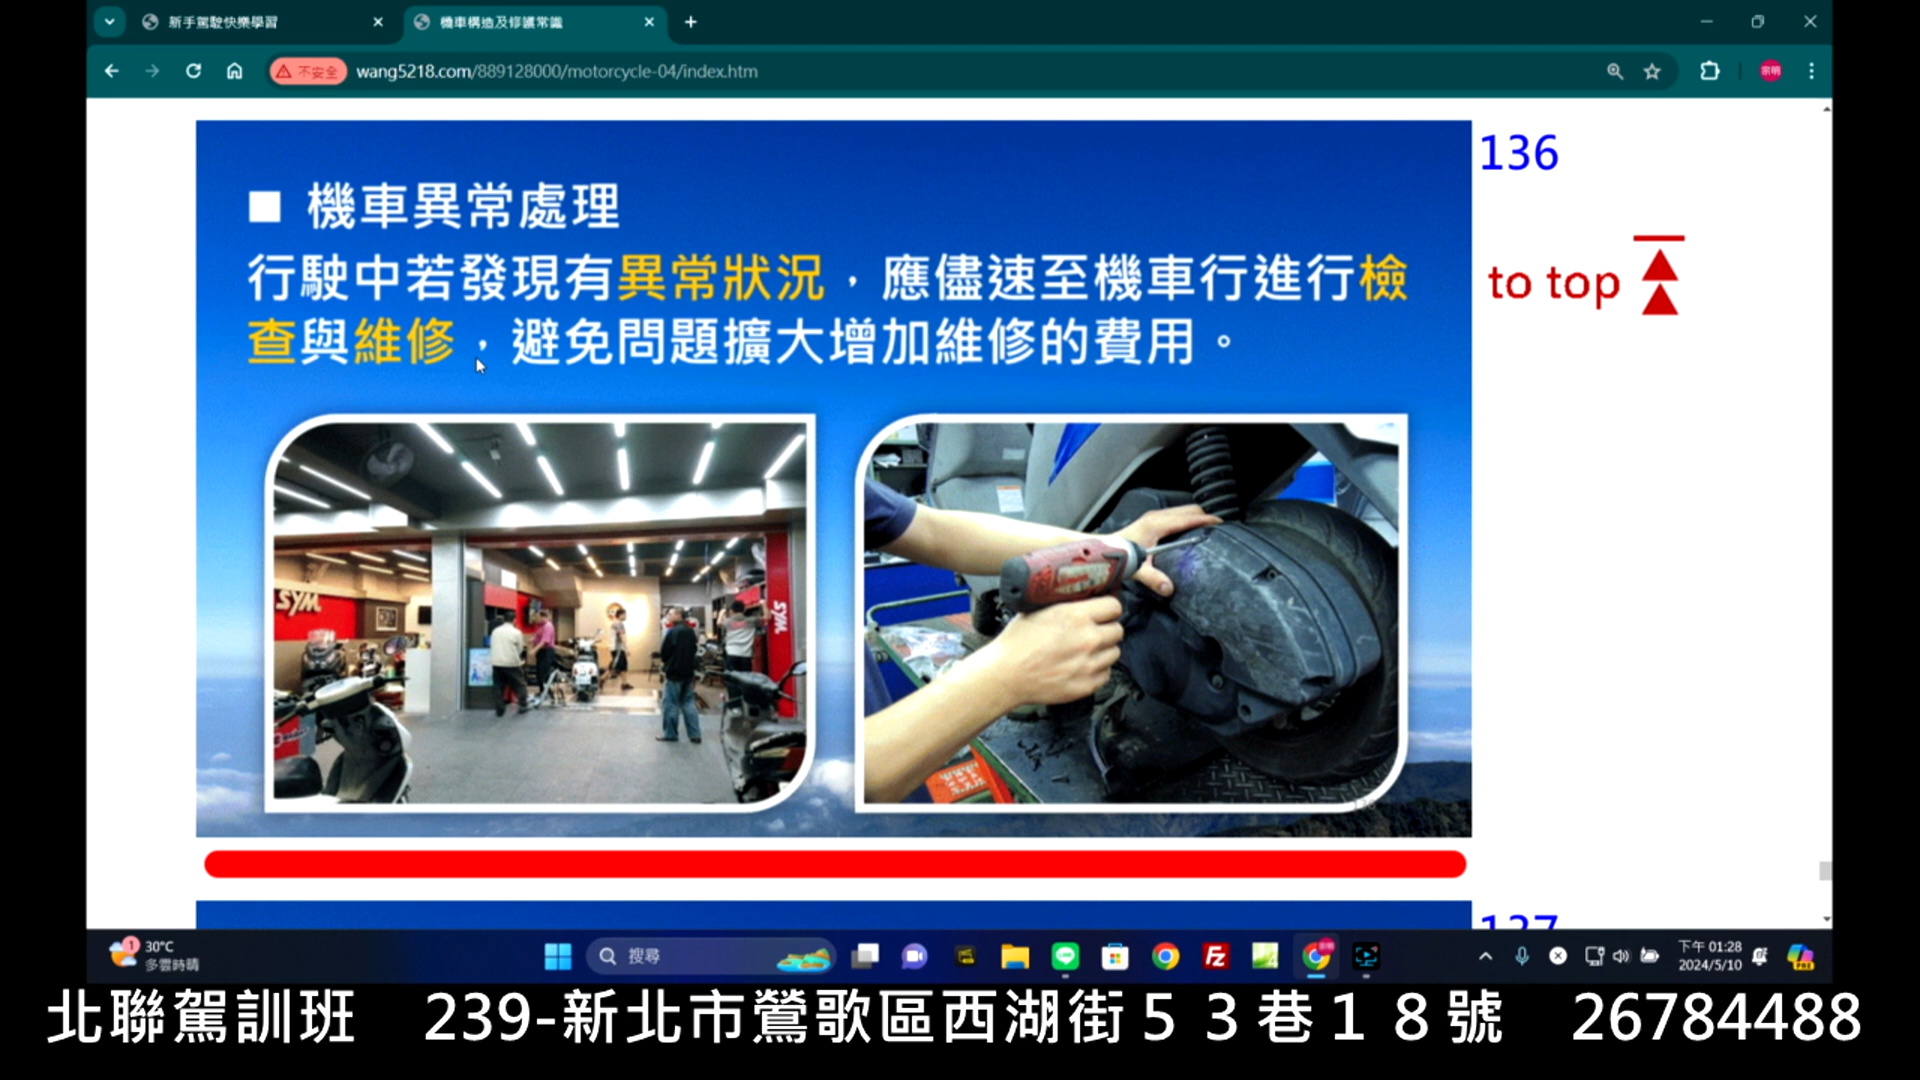 新手駕駛快樂學習
機車構造及修護常識
不安全
wang5218.com/889128000/motorcycle-04/index.htm
宗明
■ 機車異常處理
行駛中若發現有異常狀況，應儘速至機車行進行檢
查與維修，避免問題擴大增加維修的費用。
136
to top
SYM
SYM
1
30°C
多雲時晴
搜尋
下午 01:28
2024/5/10
北聯駕訓班 239-新北市鶯歌區西湖街５３巷１８號 26784488